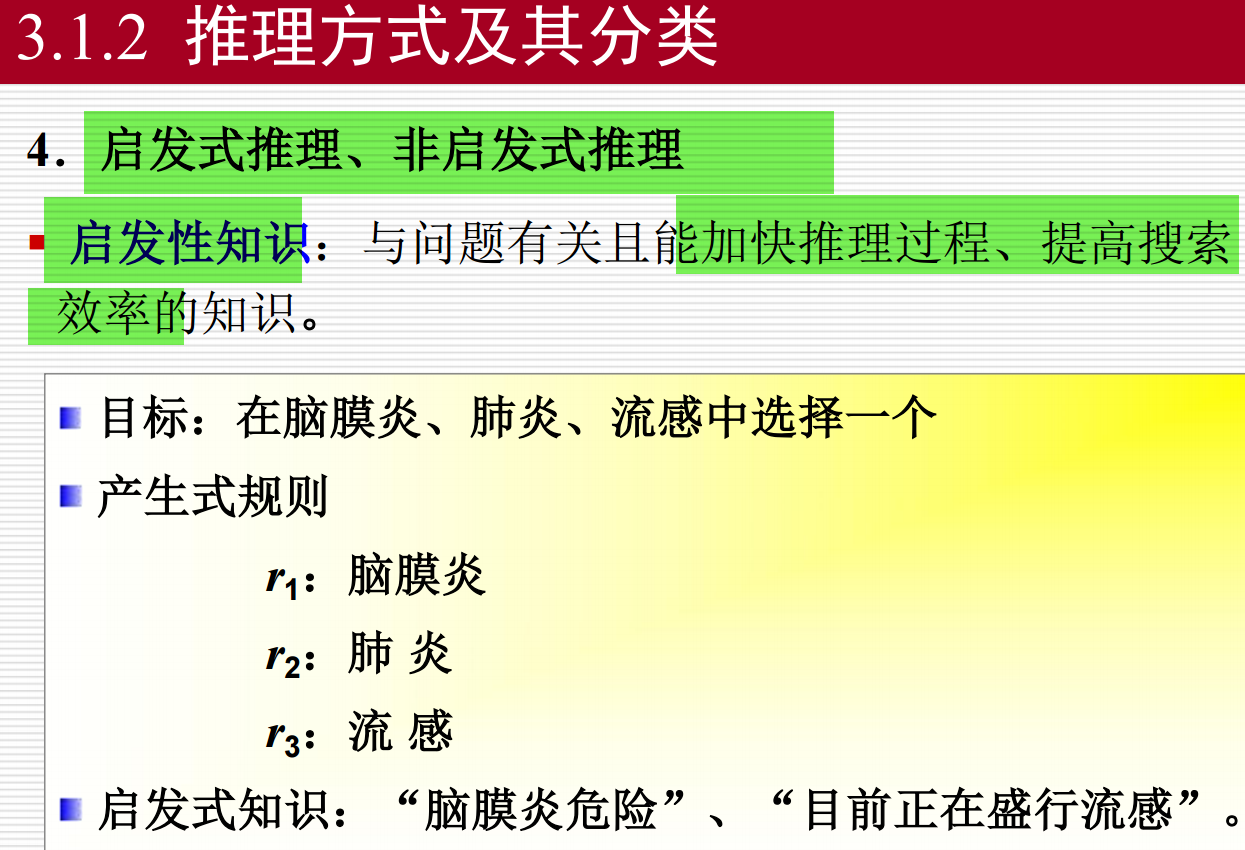 3.1.2 推理方式及其分类
4. 启发式推理、非启发式推理
启发性知识：与问题有关且能加快推理过程、提高搜索
效率的知识。
目标：在脑膜炎、肺炎、流感中选择一个
产生式规则
r1：脑膜炎
r2：肺 炎
r3：流 感
启发式知识：“脑膜炎危险”、“目前正在盛行流感”。